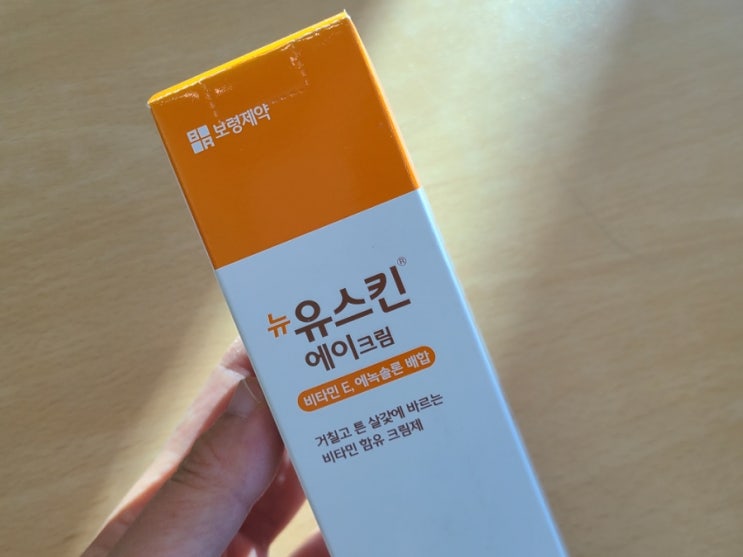 BR 보령제약
뉴 유스킨®
에이크림
비타민 E, 에녹솔론 배합
거칠고 튼 살갗에 바르는
비타민 함유 크림제